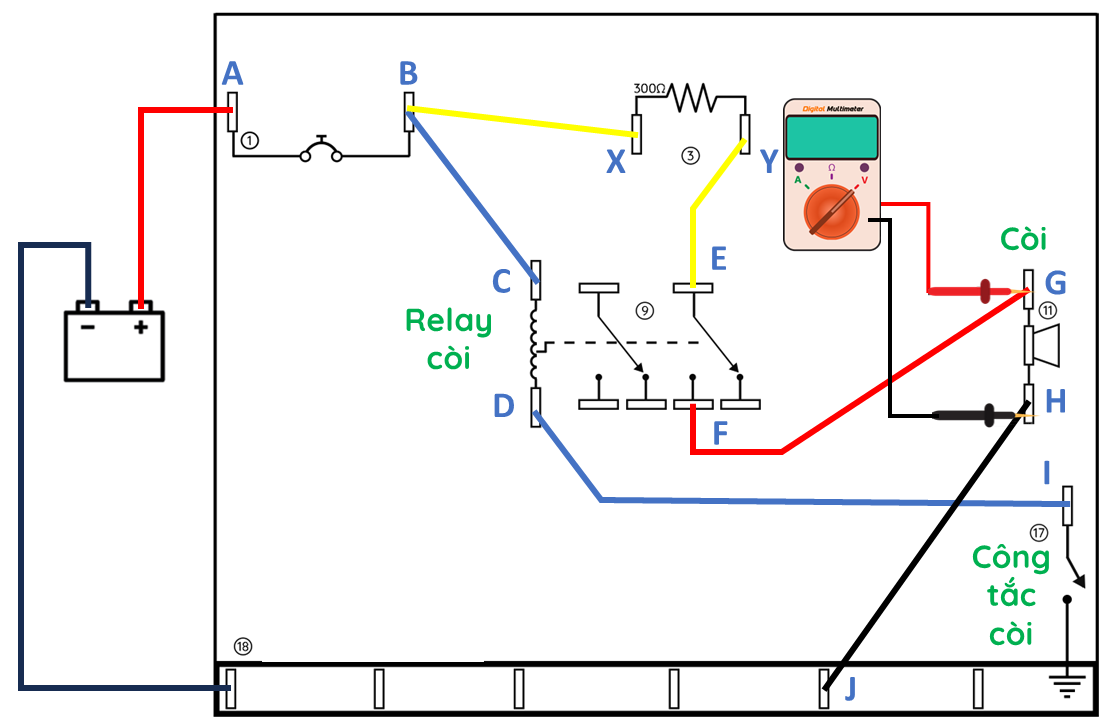 A
B
300Ω
Digital Multimeter
①
X
③
Y
Ω
A
V
Còi
E
C
G
⑨
⑪
Relay
còi
- +
D
H
F
I
⑰
Công
tắc
còi
⑱
J